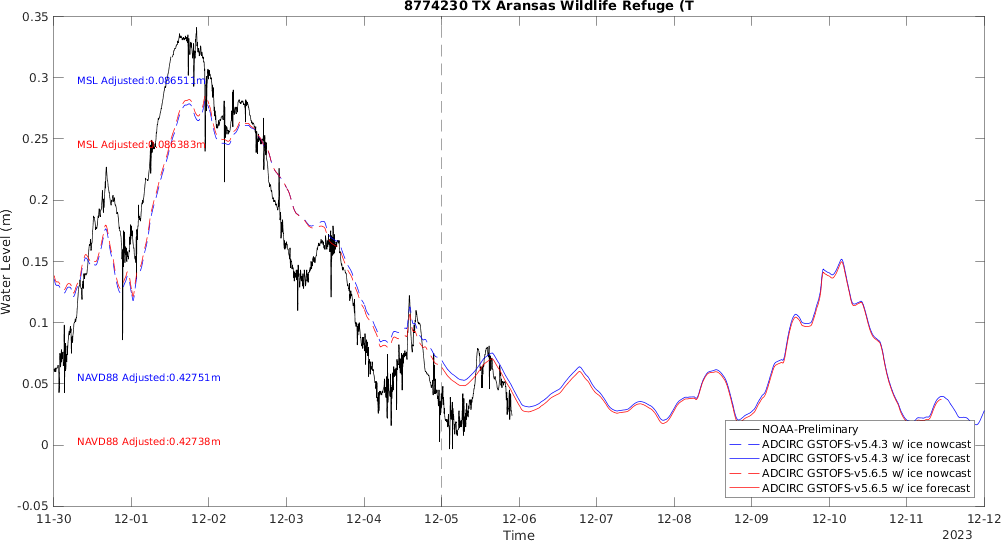 8774230 TX Aransas Wildlife Refuge (T
0.35
0.3
0.25
0.2
0.15
0.1
0.05
0
-0.05
Water Level (m)
MSL Adjusted:0.086511m
MSL Adjusted:0.086383m
NAVD88 Adjusted:0.42751m
NAVD88 Adjusted:0.42738m
NOAA-Preliminary
ADCIRC GSTOFS-v5.4.3 w/ ice nowcast
ADCIRC GSTOFS-v5.4.3 w/ ice forecast
ADCIRC GSTOFS-v5.6.5 w/ ice nowcast
ADCIRC GSTOFS-v5.6.5 w/ ice forecast
11-30 12-01 12-02 12-03 12-04 12-05 12-06 12-07 12-08 12-09 12-10 12-11 12-12
Time
2023